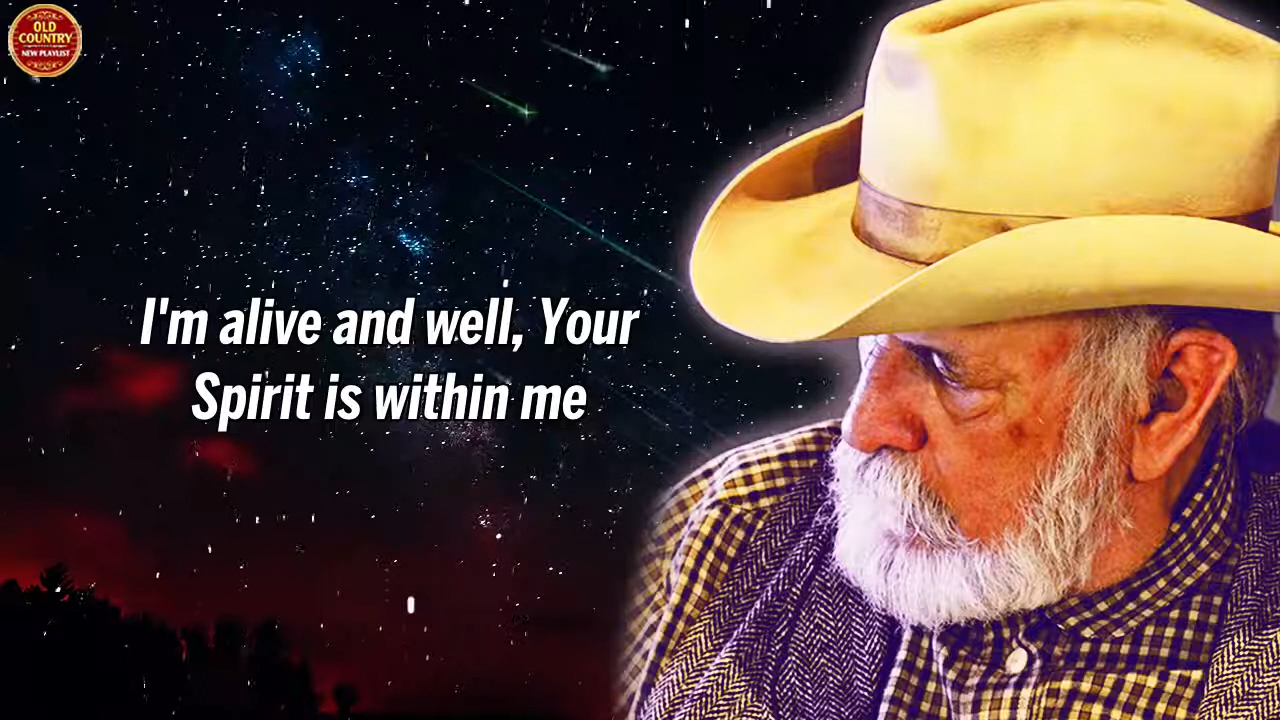 OLD
COUNTRY
NEW PLAYLIST
I'm alive and well, Your
Spirit is within me